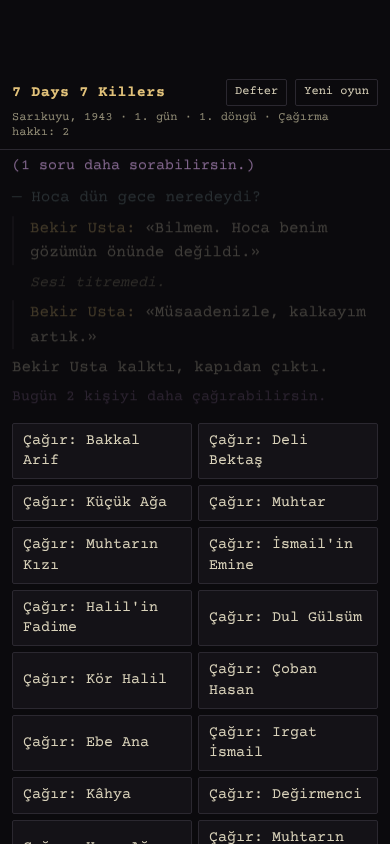 7 Days 7 Killers
Defter
Yeni oyun
Sarıkuyu, 1943 · 1. gün · 1. döngü · Çağırma
hakkı: 2
(1 soru daha sorabilirsin.)
— Hoca dün gece neredeydi?
Bekir Usta: «Bilmem. Hoca benim
gözümün önünde değildi.»
Sesi titremedi.
Bekir Usta: «Müsaadenizle, kalkayım
artık.»
Bekir Usta kalktı, kapıdan çıktı.
Bugün 2 kişiyi daha çağırabilirsin.
Çağır: Bakkal
Arif
Çağır: Deli
Bektaş
Çağır: Küçük Ağa
Çağır: Muhtar
Çağır: Muhtarın
Kızı
Çağır: İsmail'in
Emine
Çağır: Halil'in
Fadime
Çağır: Dul Gülsüm
Çağır: Kör Halil
Çağır: Çoban
Hasan
Çağır: Ebe Ana
Çağır: Irgat
İsmail
Çağır: Kâhya
Çağır: Değirmenci
Çağır: Muhtarın